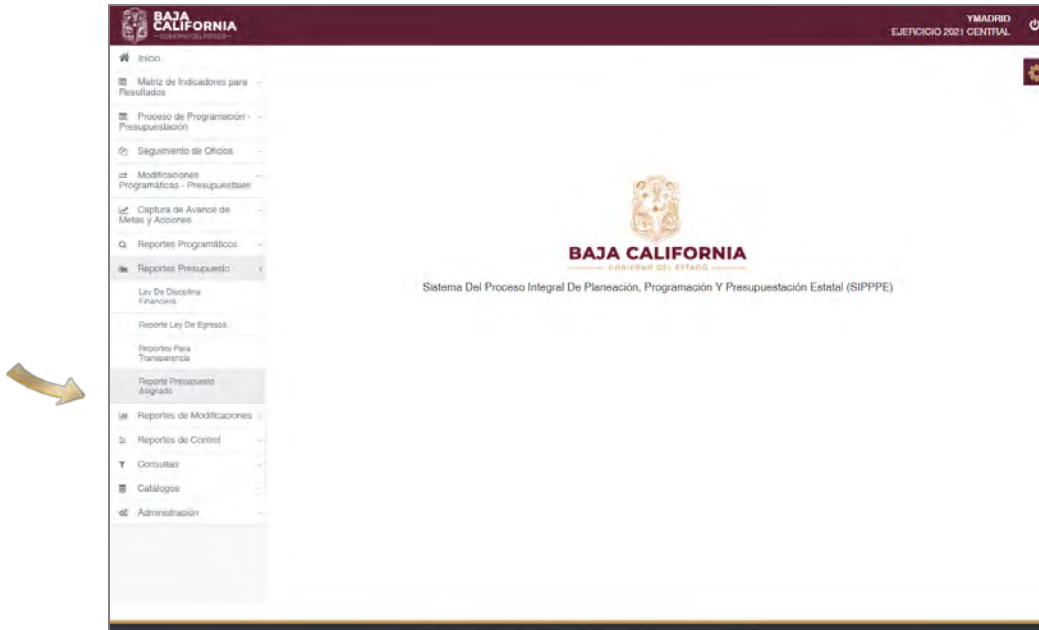 BAJA
CALIFORNIA
YMADRID
EJERCICIO 2021 CENTRAL
Inicio
Matriz de Indicadores para
Resultados
Proceso de Programación -
Presupuestación
Seguimiento de Oficios
Modificaciones
Programáticas - Presupuestales
Captura de Avance de
Metas y Acciones
Reportes Programáticos
Reportes Presupuesto
Ley De Disciplina
Financiera
Reporte Ley De Egresos
Reportes Para
Transparencia
Reporte Presupuesto
Asignado
Reportes de Modificaciones
Reportes de Control
Consultas
Catálogos
Administración
BAJA CALIFORNIA
GOBIERNO DEL ESTADO
Sistema Del Proceso Integral De Planeación, Programación Y Presupuestación Estatal (SIPPPE)